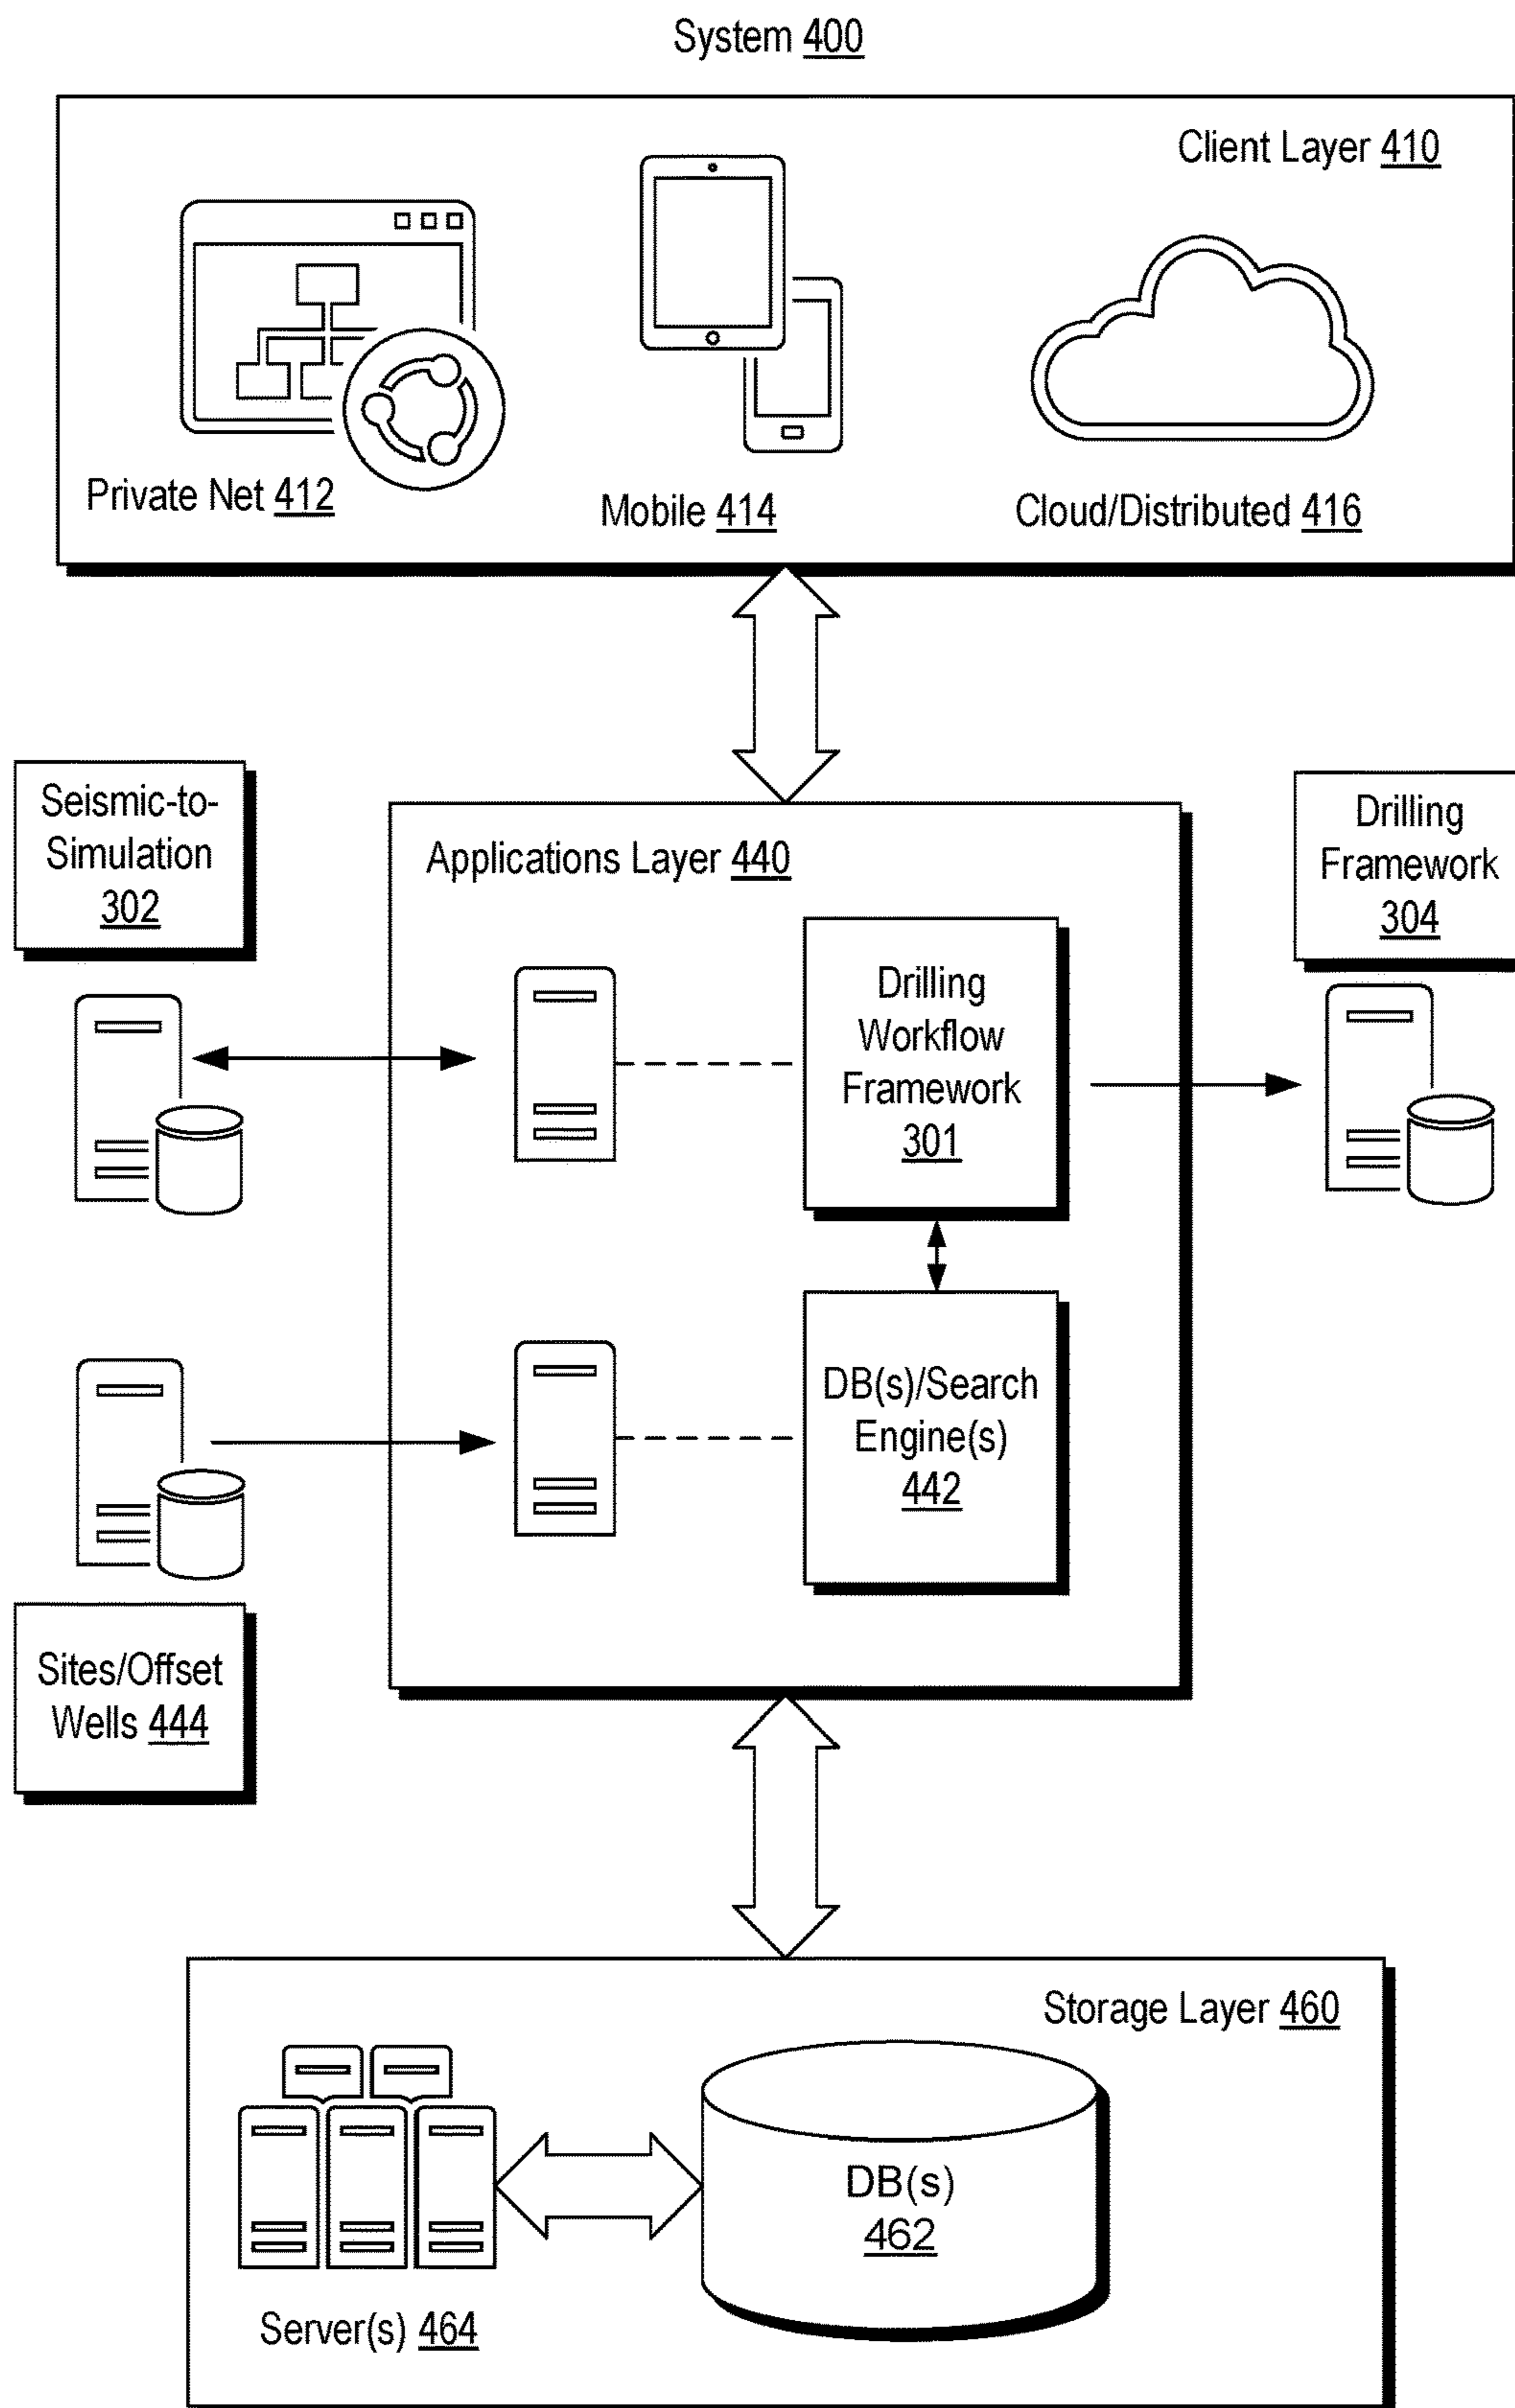 System 400
Client Layer 410
Private Net 412
Mobile 414
Cloud/Distributed 416
Seismic-to-
Simulation
302
Applications Layer 440
Drilling
Framework
304
Drilling
Workflow
Framework
301
DB(s)/Search
Engine(s)
442
Sites/Offset
Wells 444
Storage Layer 460
DB(s)
462
Server(s) 464